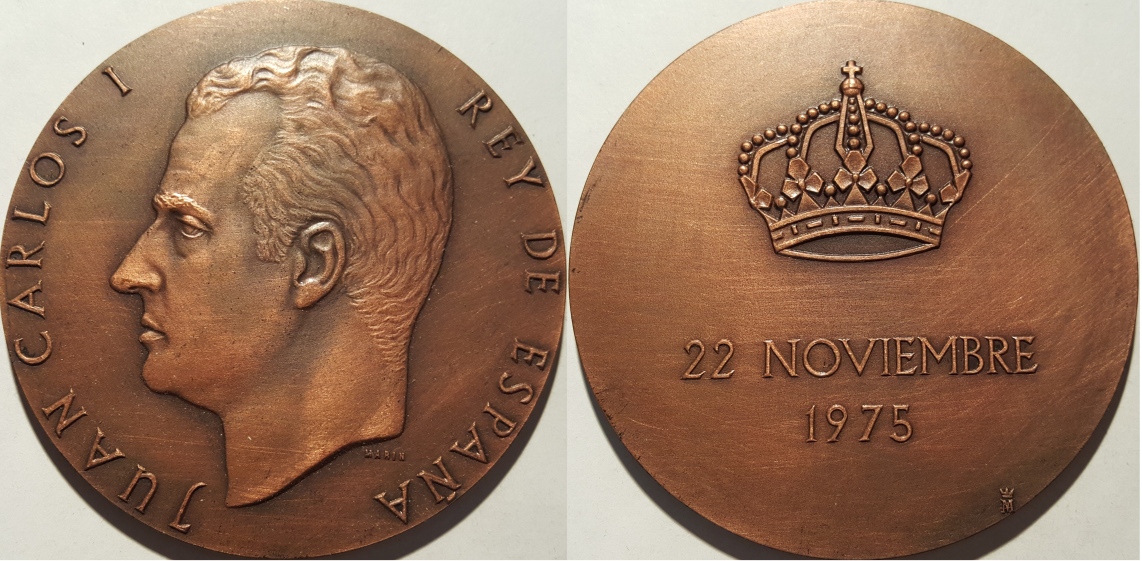 JUAN CARLOS I REY DE ESPAÑA
MARIN
22 NOVIEMBRE
1975
M